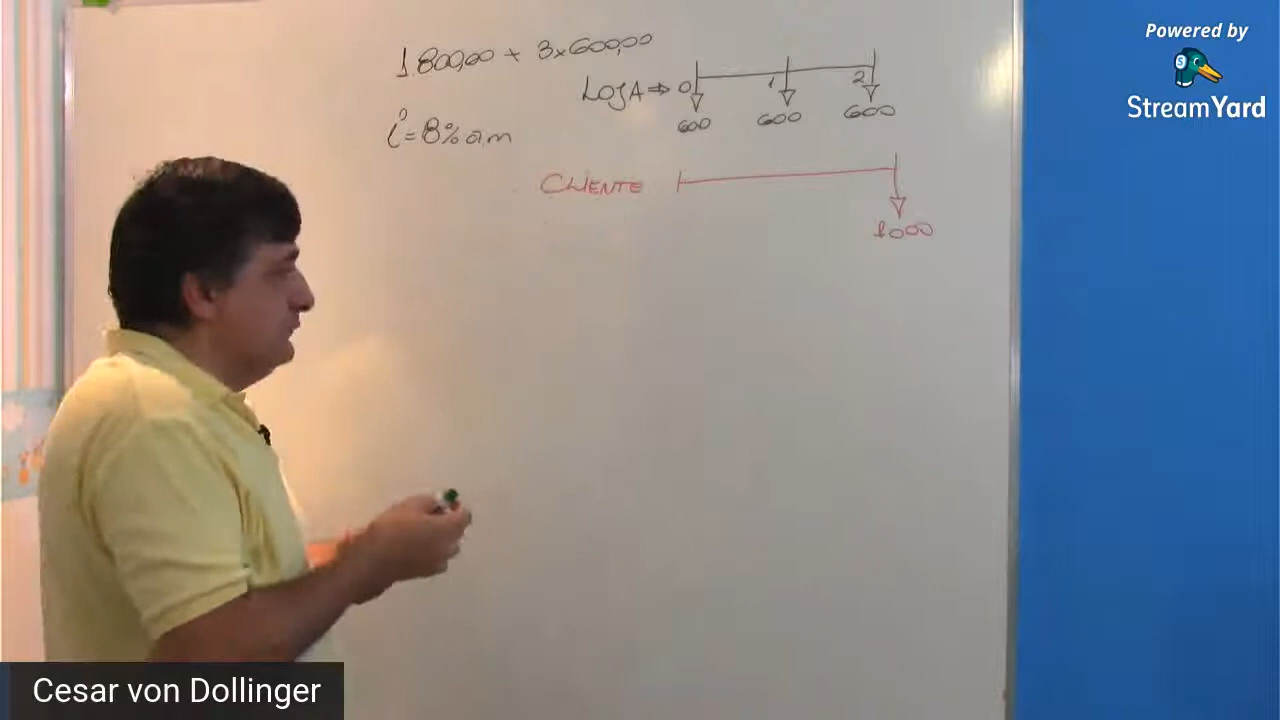 1.800,00 → 3x600,00
LOJA ⇒ 0 1 2
600 600 600
i = 8% a.m
CLIENTE
1000
Powered by
StreamYard
Cesar von Dollinger